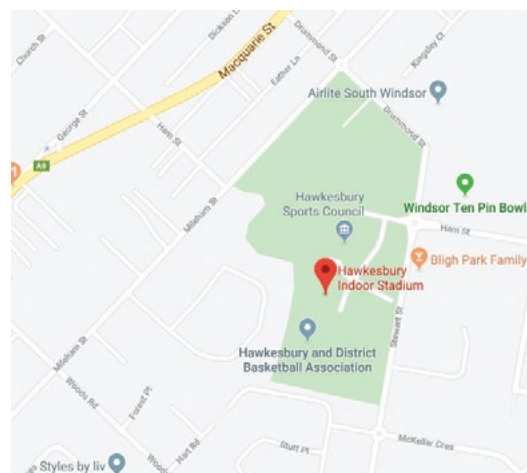 Church St
Dickson Ln
Drummond St
Kingsley Cl
Macquarie St
Eather Ln
Airlite South Windsor
George St
Ham St
Drummond St
A9
Mileham St
Hawkesbury
Sports Council
Windsor Ten Pin Bowl
Ham St
Bligh Park Family
Hawkesbury
Indoor Stadium
Stewart St
Hawkesbury and District
Basketball Association
Mileham St
Woods Rd
Forest Pl
Hart Rd
Woods
Stutt Pl
McKellar Cres
Styles by liv